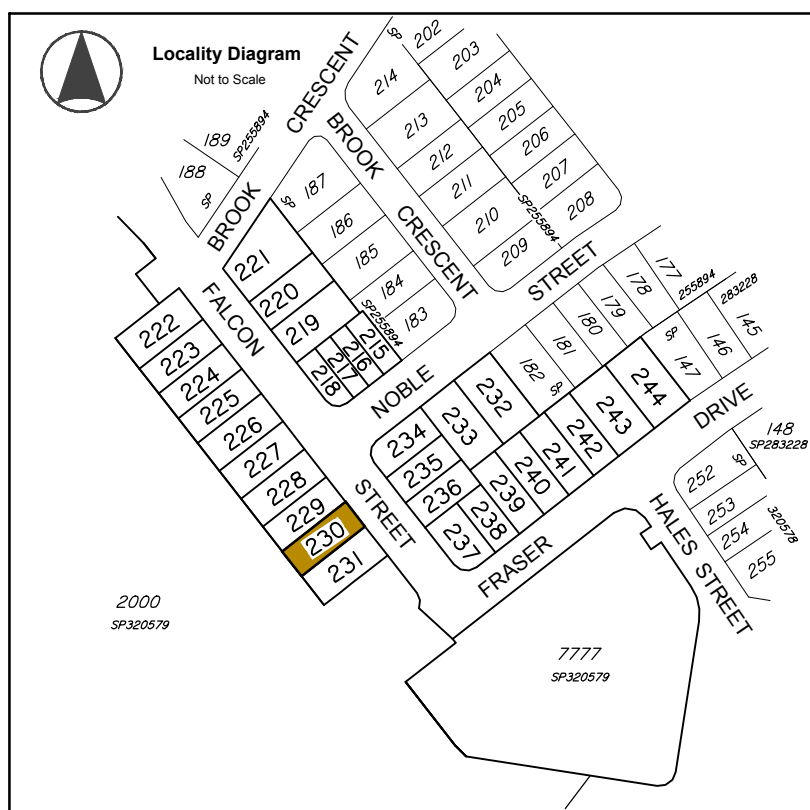 Locality Diagram
Not to Scale
202
SP
203
214
204
213
205
212
206
211
207
210
208
209
SP255894
CRESCENT
BROOK
BROOK
CRESCENT
189
SP255894
188
SP
187
SP
186
185
184
183
SP255894
221
220
219
218
217
216
215
FALCON
STREET
NOBLE
STREET
222
223
224
225
226
227
228
229
230
231
177
255894
178
179
180
181
182
SP
283228
145
146
147
SP
232
233
234
235
236
237
238
239
240
241
242
243
244
FRASER
DRIVE
148
SP283228
252
SP
253
254
255
320578
HALES STREET
2000
SP320579
7777
SP320579